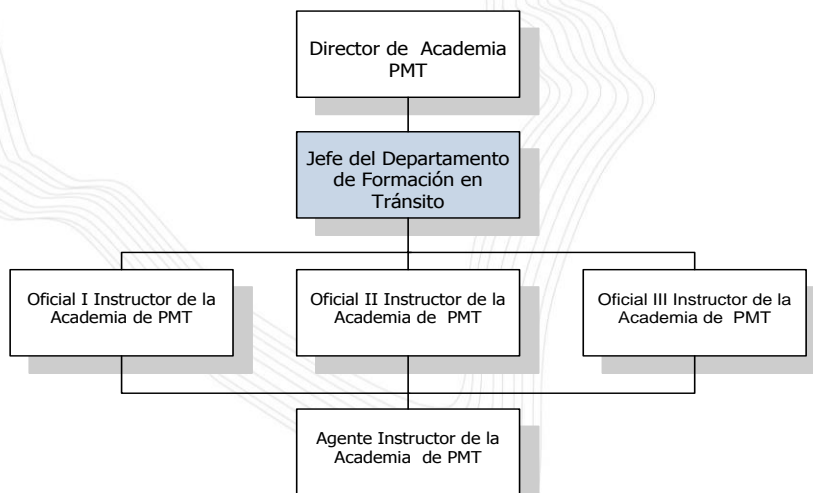 Director de Academia
PMT
Jefe del Departamento
de Formación en
Tránsito
Oficial I Instructor de la
Academia de PMT
Oficial II Instructor de la
Academia de PMT
Oficial III Instructor de la
Academia de PMT
Agente Instructor de la
Academia de PMT